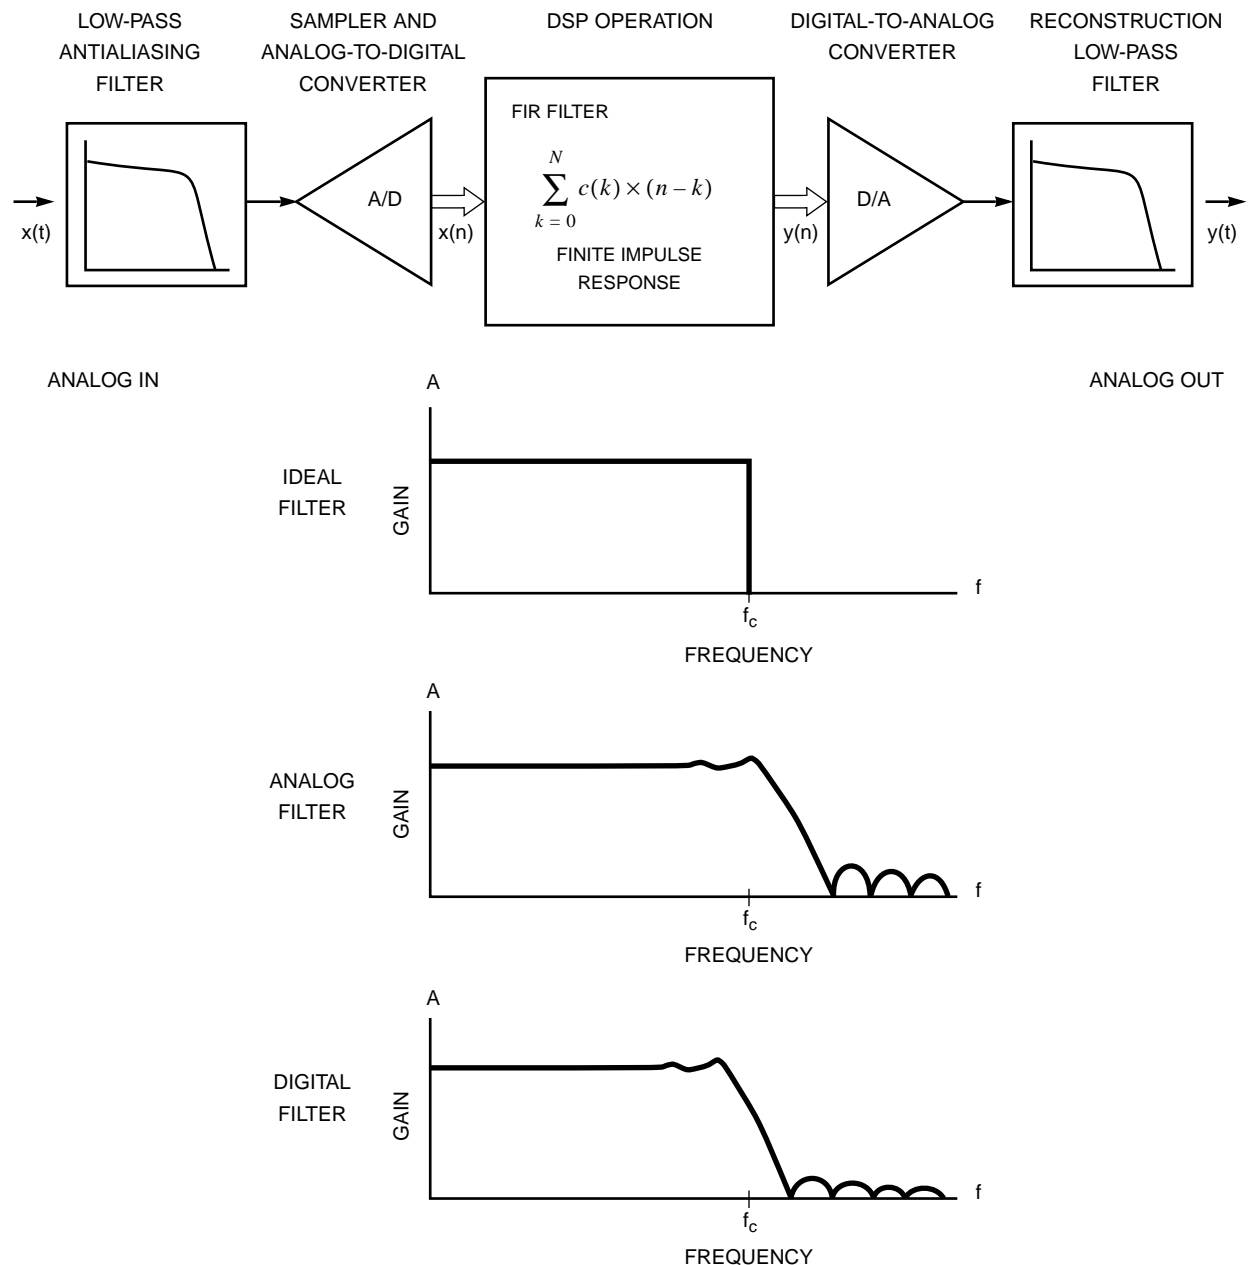 LOW-PASS
ANTIALIASING
FILTER
SAMPLER AND
ANALOG-TO-DIGITAL
CONVERTER
DSP OPERATION
DIGITAL-TO-ANALOG
CONVERTER
RECONSTRUCTION
LOW-PASS
FILTER
x(t)
A/D
x(n)
FIR FILTER
N
∑ c(k) × (n – k)
k = 0
FINITE IMPULSE
RESPONSE
y(n)
D/A
y(t)
ANALOG IN
ANALOG OUT
A
IDEAL
FILTER
GAIN
f
fc
FREQUENCY
A
ANALOG
FILTER
GAIN
f
fc
FREQUENCY
A
DIGITAL
FILTER
GAIN
f
fc
FREQUENCY